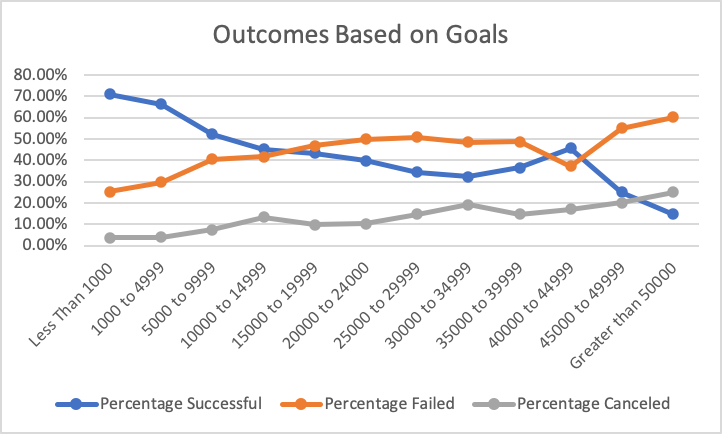 Outcomes Based on Goals
80.00%
70.00%
60.00%
50.00%
40.00%
30.00%
20.00%
10.00%
0.00%
Less Than 1000
1000 to 4999
5000 to 9999
10000 to 14999
15000 to 19999
20000 to 24000
25000 to 29999
30000 to 34999
35000 to 39999
40000 to 44999
45000 to 49999
Greater than 50000
Percentage Successful Percentage Failed Percentage Canceled